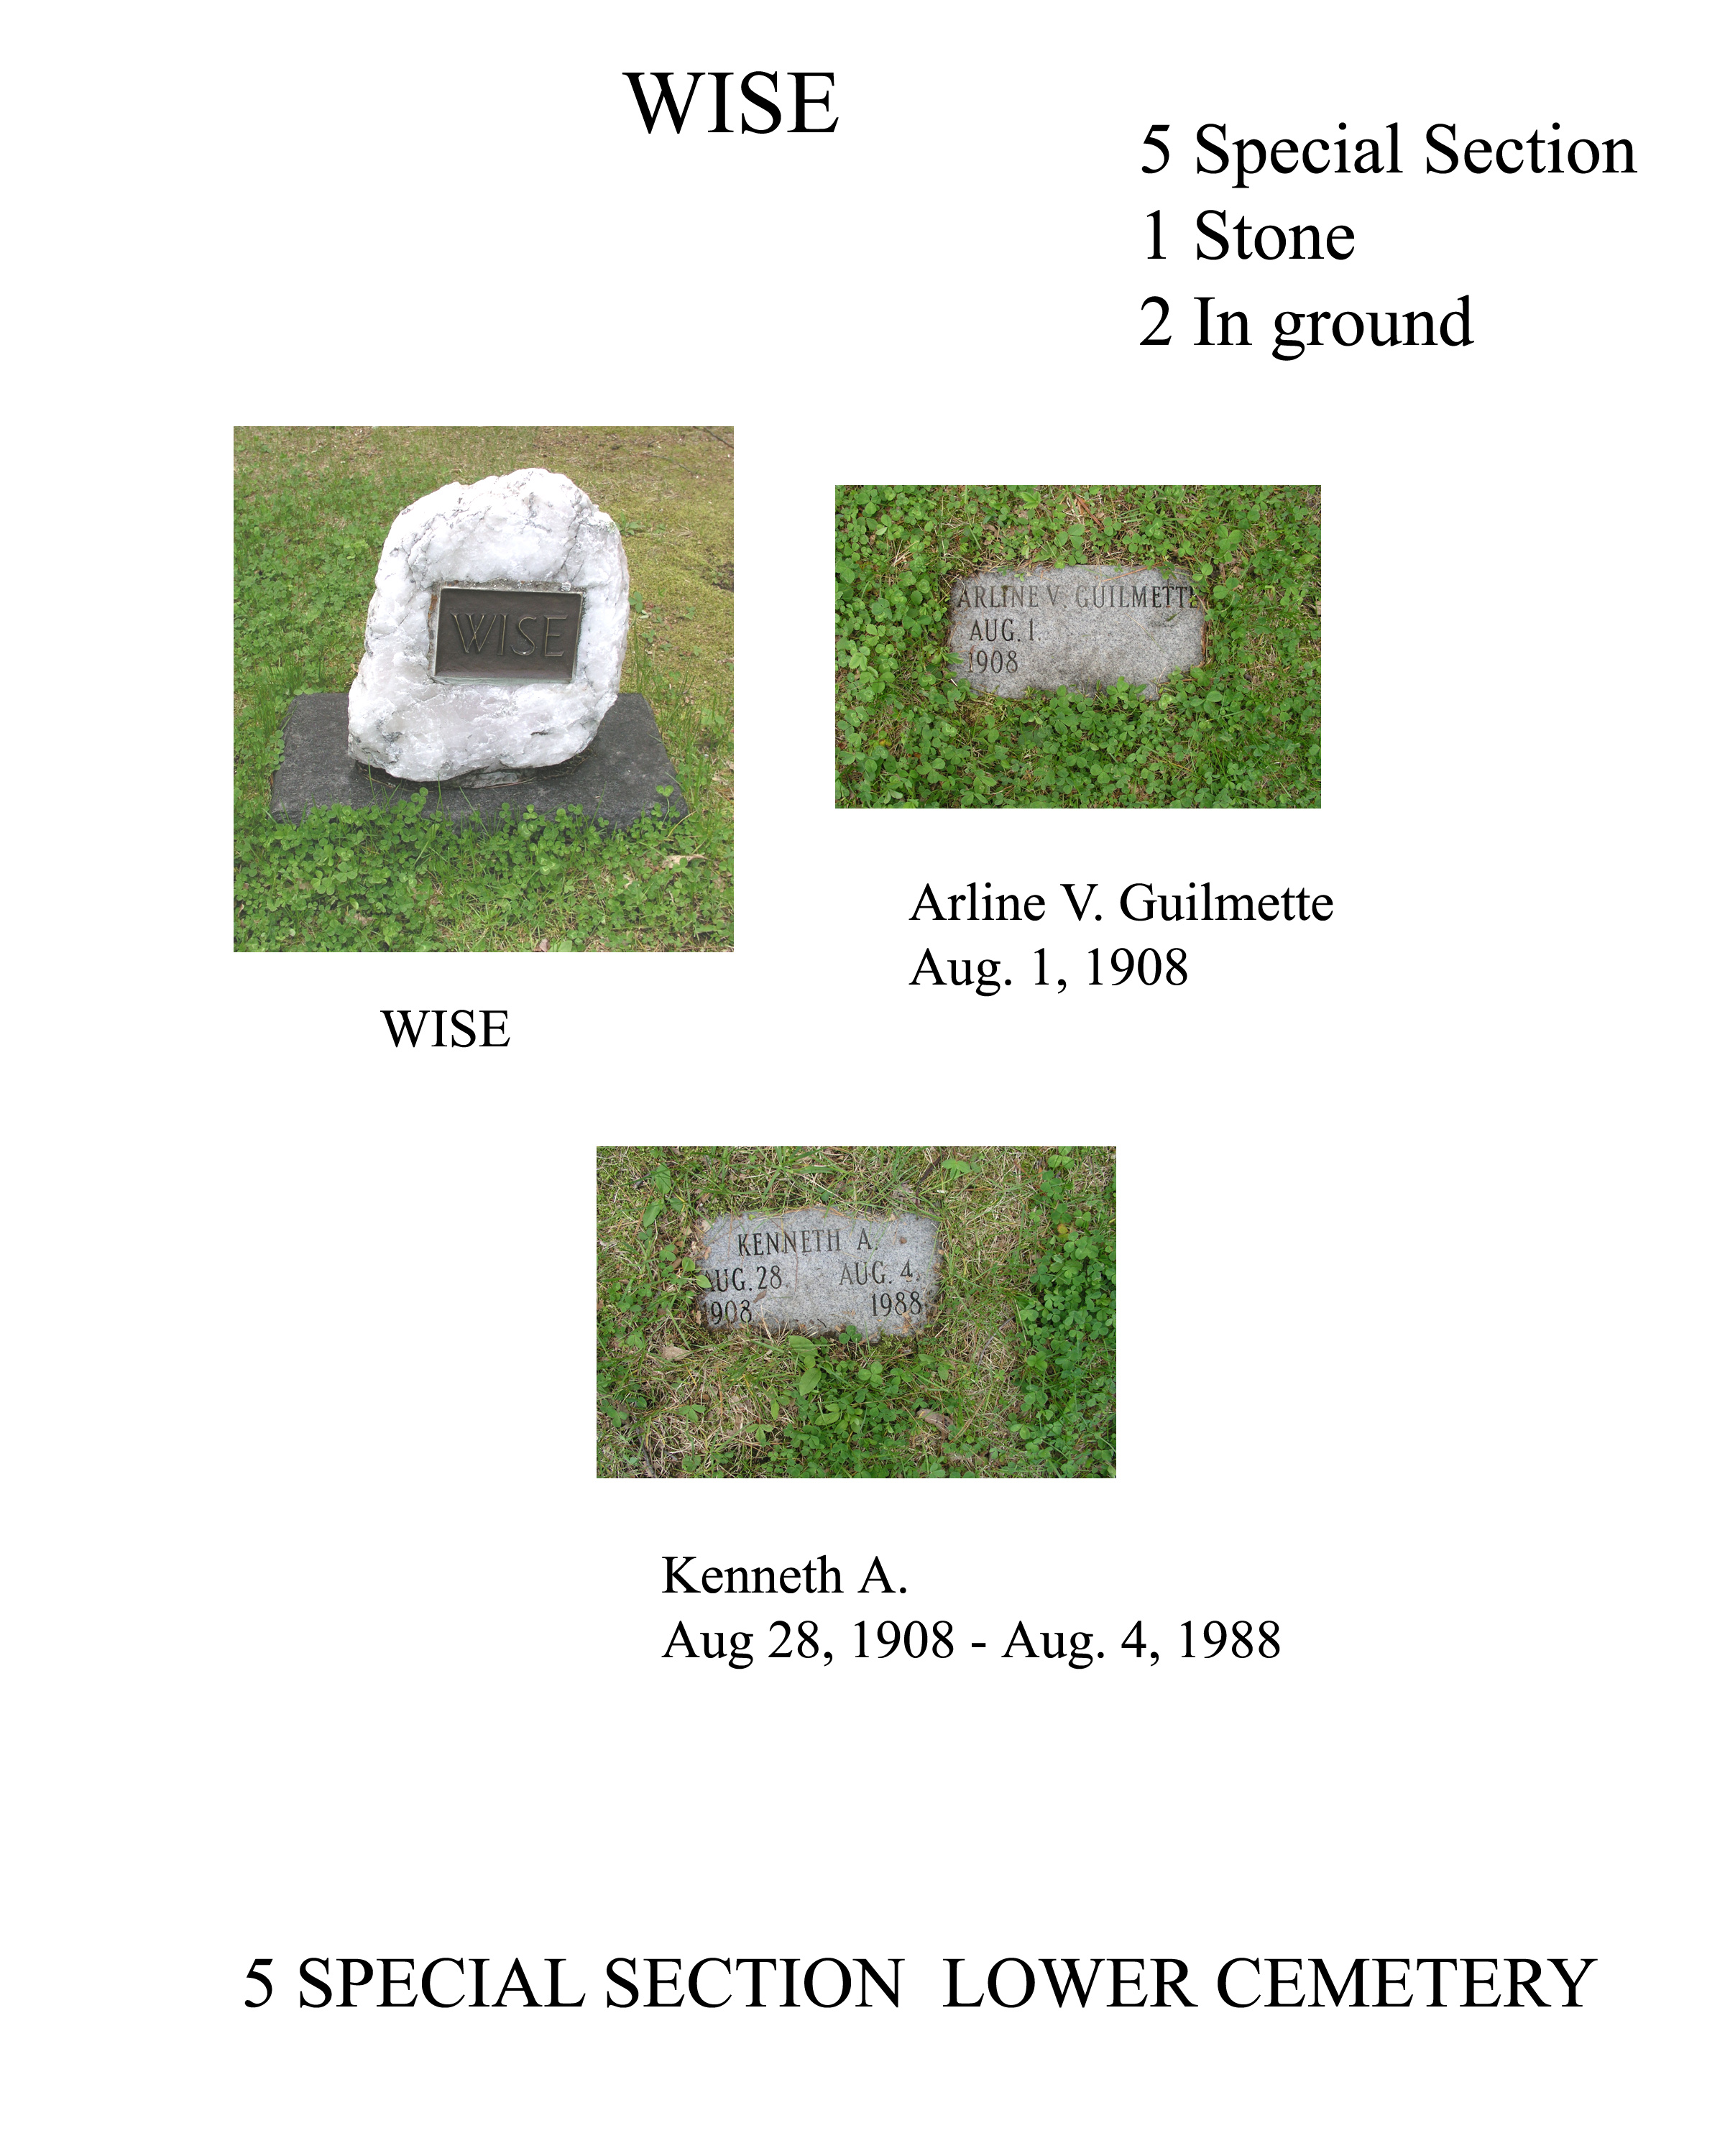 WISE
5 Special Section
1 Stone
2 In ground
WISE
ARLINE V. GUILMETTE
AUG. 1.
1908
Arline V. Guilmette
Aug. 1, 1908
WISE
KENNETH A.
AUG. 28. AUG. 4.
1908 1988
Kenneth A.
Aug 28, 1908 - Aug. 4, 1988
5 SPECIAL SECTION LOWER CEMETERY